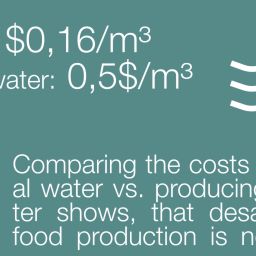 $0,16/m³
water: 0,5$/m³
Comparing the costs
al water vs. producing
ter shows, that desa
food production is n